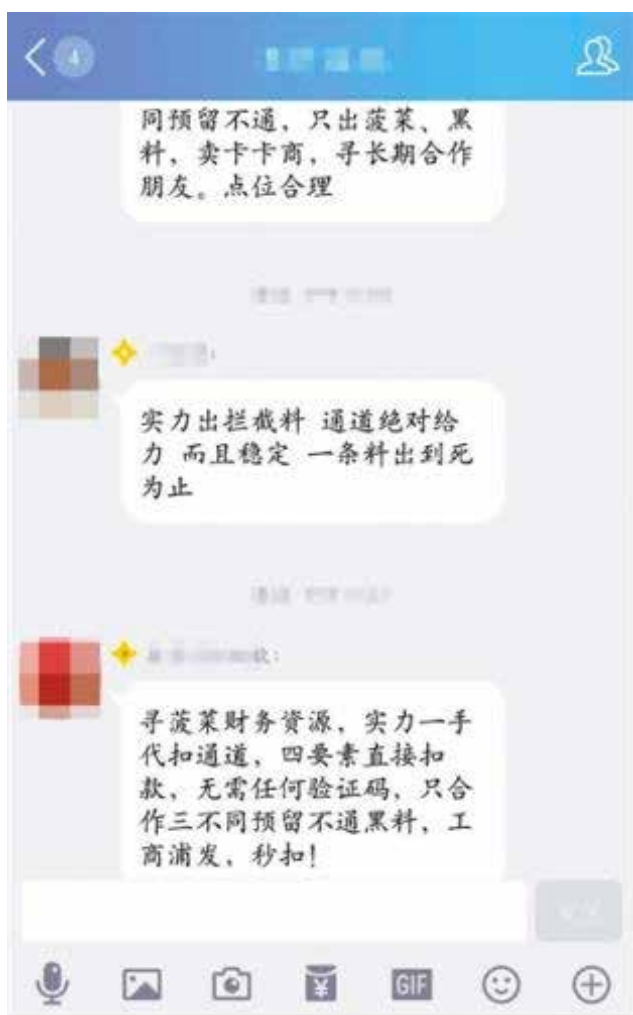 4
同预留不通，只出菠菜、黑
料，卖卡卡商，寻长期合作
朋友。点位合理
实力出拦截料 通道绝对给
力 而且稳定 一条料出到死
为止
寻菠菜财务资源，实力一手
代扣通道，四要素直接扣
款，无需任何验证码，只合
作三不同预留不通黑料，工
商浦发，秒扣！
GIF